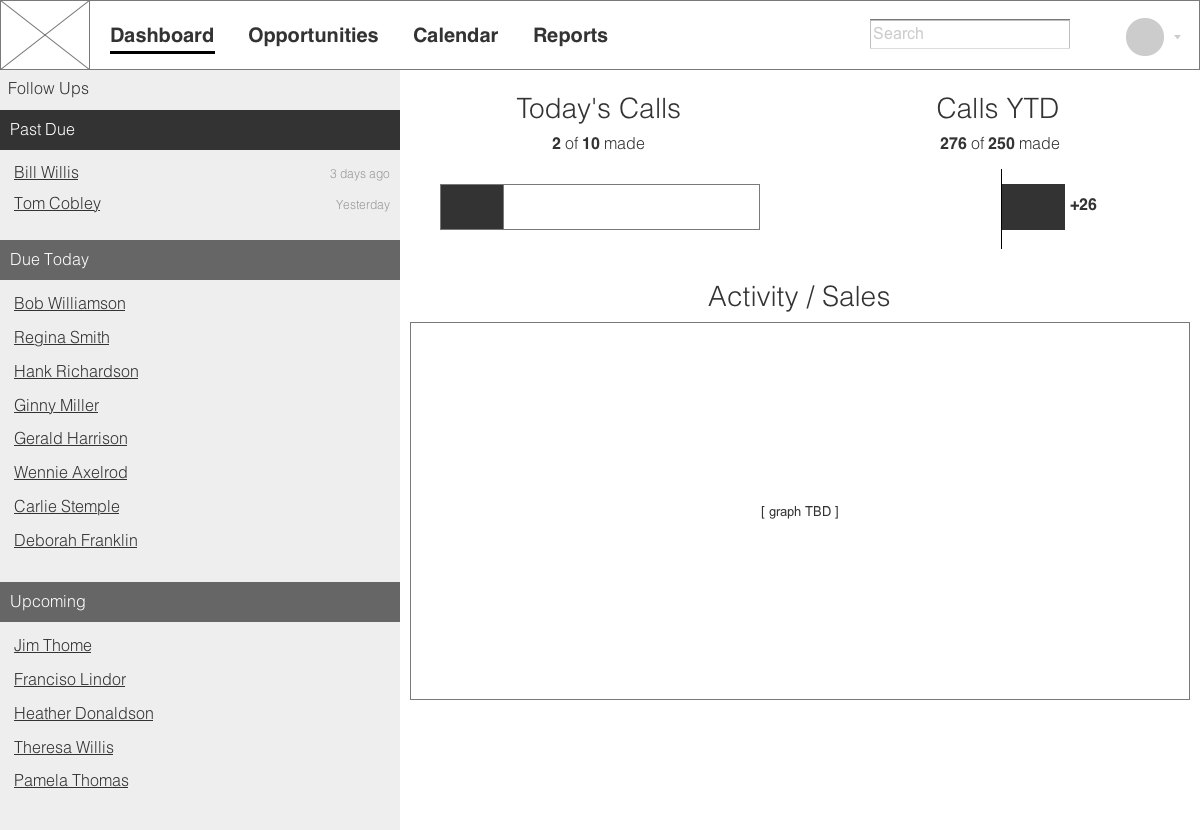 Dashboard Opportunities Calendar Reports Search
Follow Ups
Past Due
Bill Willis 3 days ago
Tom Cobley Yesterday
Due Today
Bob Williamson
Regina Smith
Hank Richardson
Ginny Miller
Gerald Harrison
Wennie Axelrod
Carlie Stemple
Deborah Franklin
Upcoming
Jim Thome
Franciso Lindor
Heather Donaldson
Theresa Willis
Pamela Thomas
Today's Calls
2 of 10 made
Calls YTD
276 of 250 made
+26
Activity / Sales
[ graph TBD ]